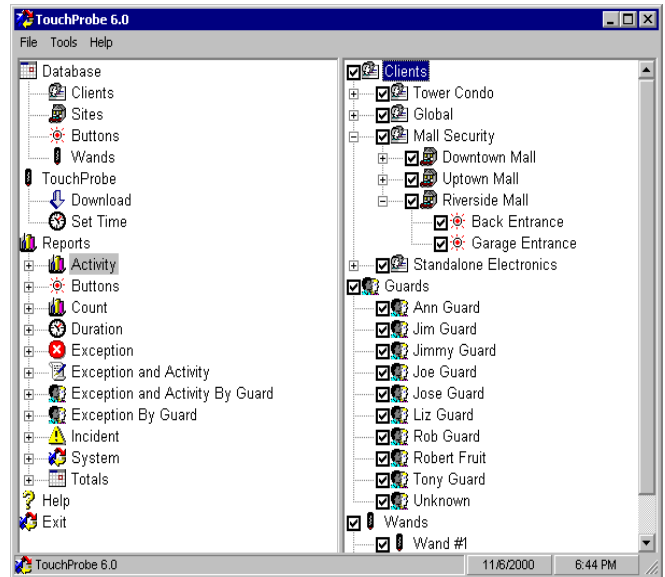 TouchProbe 6.0
File Tools Help
Database
Clients
Sites
Buttons
Wands
TouchProbe
Download
Set Time
Reports
Activity
Buttons
Count
Duration
Exception
Exception and Activity
Exception and Activity By Guard
Exception By Guard
Incident
System
Totals
Help
Exit
Clients
Tower Condo
Global
Mall Security
Downtown Mall
Uptown Mall
Riverside Mall
Back Entrance
Garage Entrance
Standalone Electronics
Guards
Ann Guard
Jim Guard
Jimmy Guard
Joe Guard
Jose Guard
Liz Guard
Rob Guard
Robert Fruit
Tony Guard
Unknown
Wands
Wand #1
TouchProbe 6.0 11/6/2000 6:44 PM